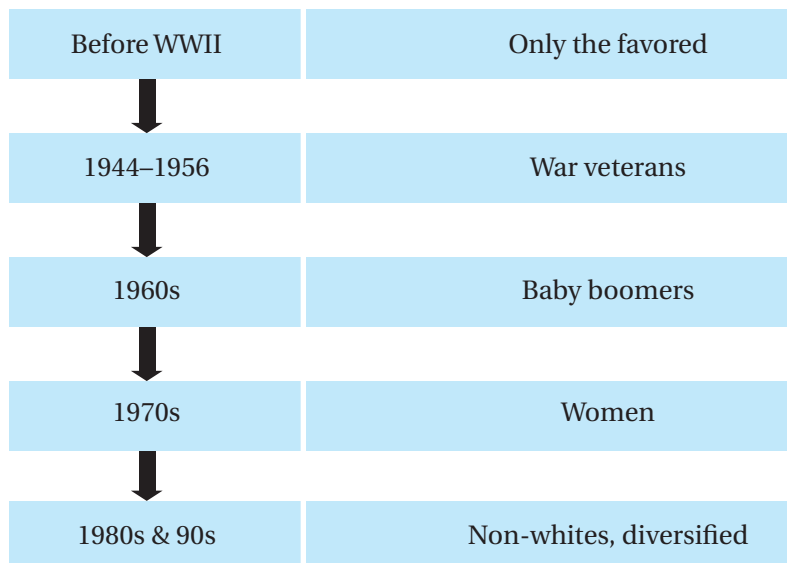 Before WWII
Only the favored
1944–1956
War veterans
1960s
Baby boomers
1970s
Women
1980s & 90s
Non-whites, diversified